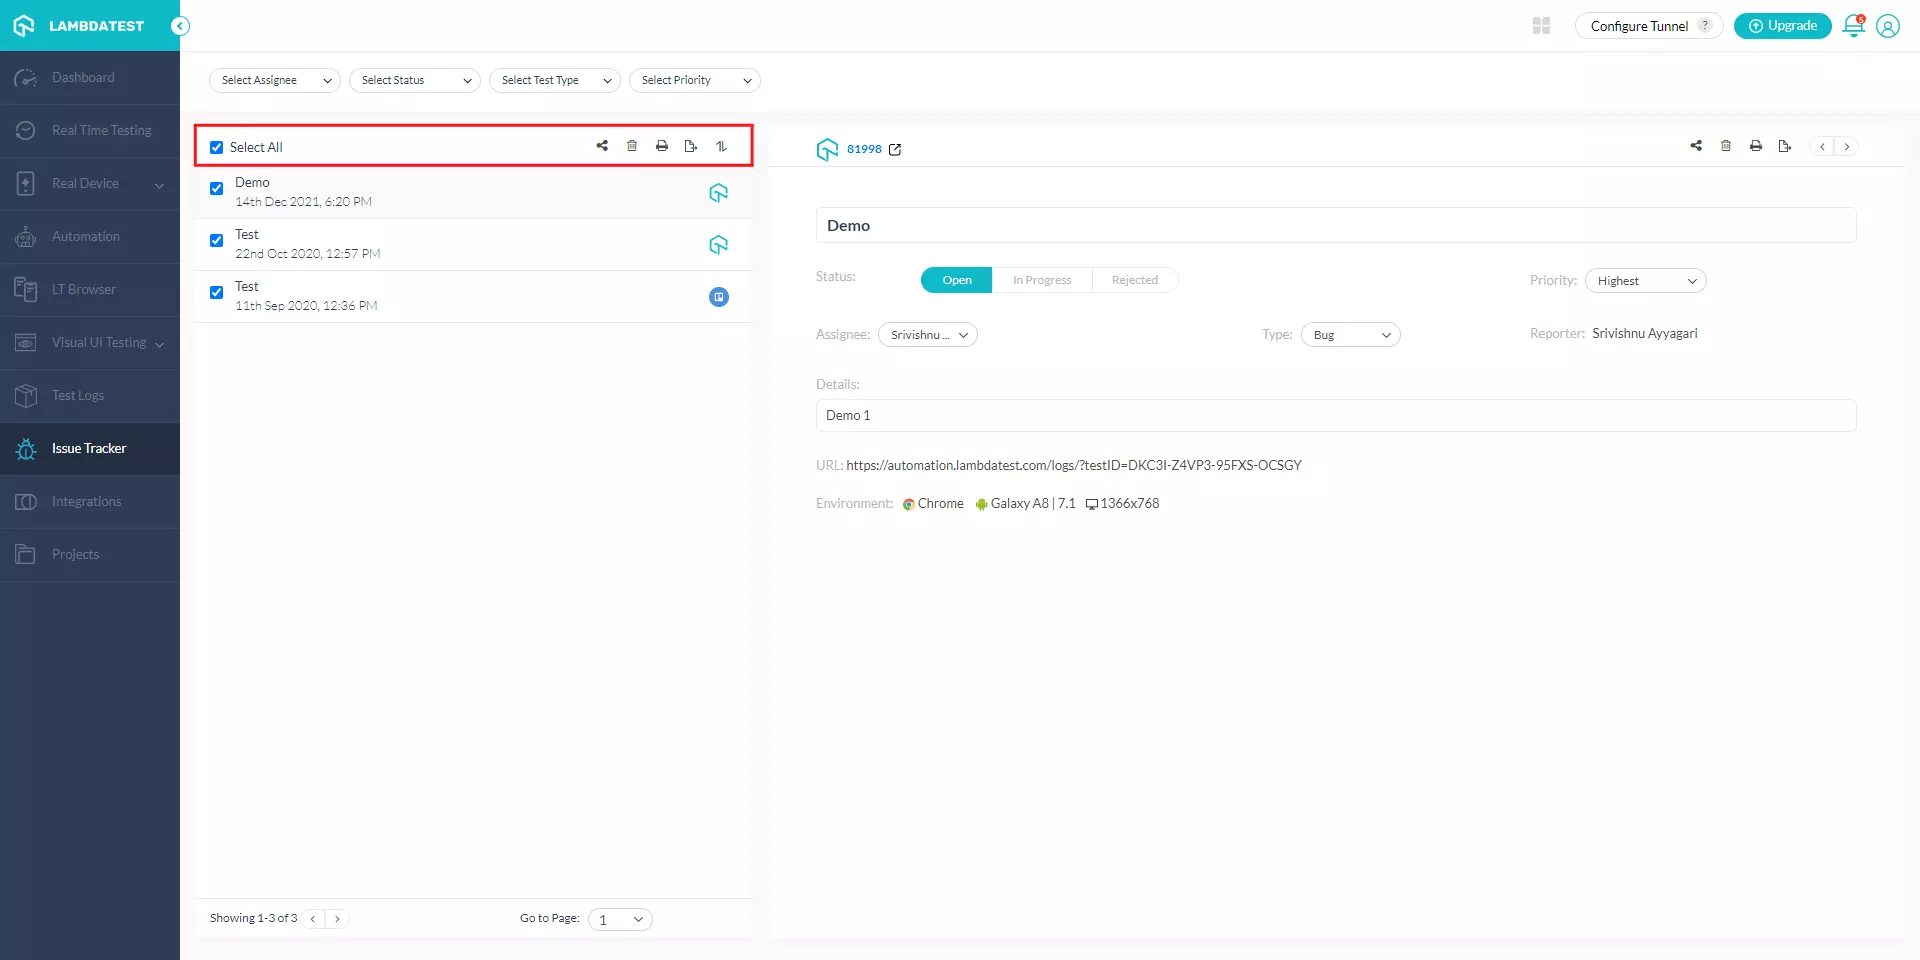 LAMBDATEST
Configure Tunnel ?
Upgrade
5
Dashboard
Real Time Testing
Real Device
Automation
LT Browser
Visual UI Testing
Test Logs
Issue Tracker
Integrations
Projects
Select Assignee
Select Status
Select Test Type
Select Priority
Select All
Demo
14th Dec 2021, 6:20 PM
Test
22nd Oct 2020, 12:57 PM
Test
11th Sep 2020, 12:36 PM
Showing 1-3 of 3
Go to Page: 1
81998
Demo
Status: Open In Progress Rejected
Priority: Highest
Assignee: Srivishnu ...
Type: Bug
Reporter: Srivishnu Ayyagari
Details:
Demo 1
URL: https://automation.lambdatest.com/logs/?testID=DKC3I-Z4VP3-95FXS-OCSGY
Environment: Chrome Galaxy A8 | 7.1 1366x768